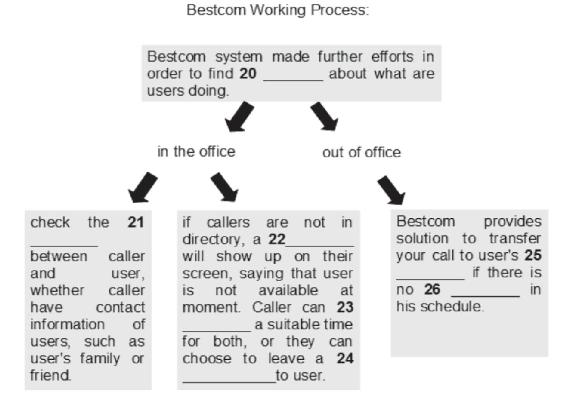 Bestcom Working Process:
Bestcom system made further efforts in
order to find 20 ________ about what are
users doing.
in the office
out of office
check the 21
________
between caller
and user,
whether caller
have contact
information of
users, such as
user's family or
friend.
if callers are not in
directory, a 22________
will show up on their
screen, saying that user
is not available at
moment. Caller can 23
________ a suitable time
for both, or they can
choose to leave a 24
____________to user.
Bestcom provides
solution to transfer
your call to user's 25
________ if there is
no 26 ________ in
his schedule.